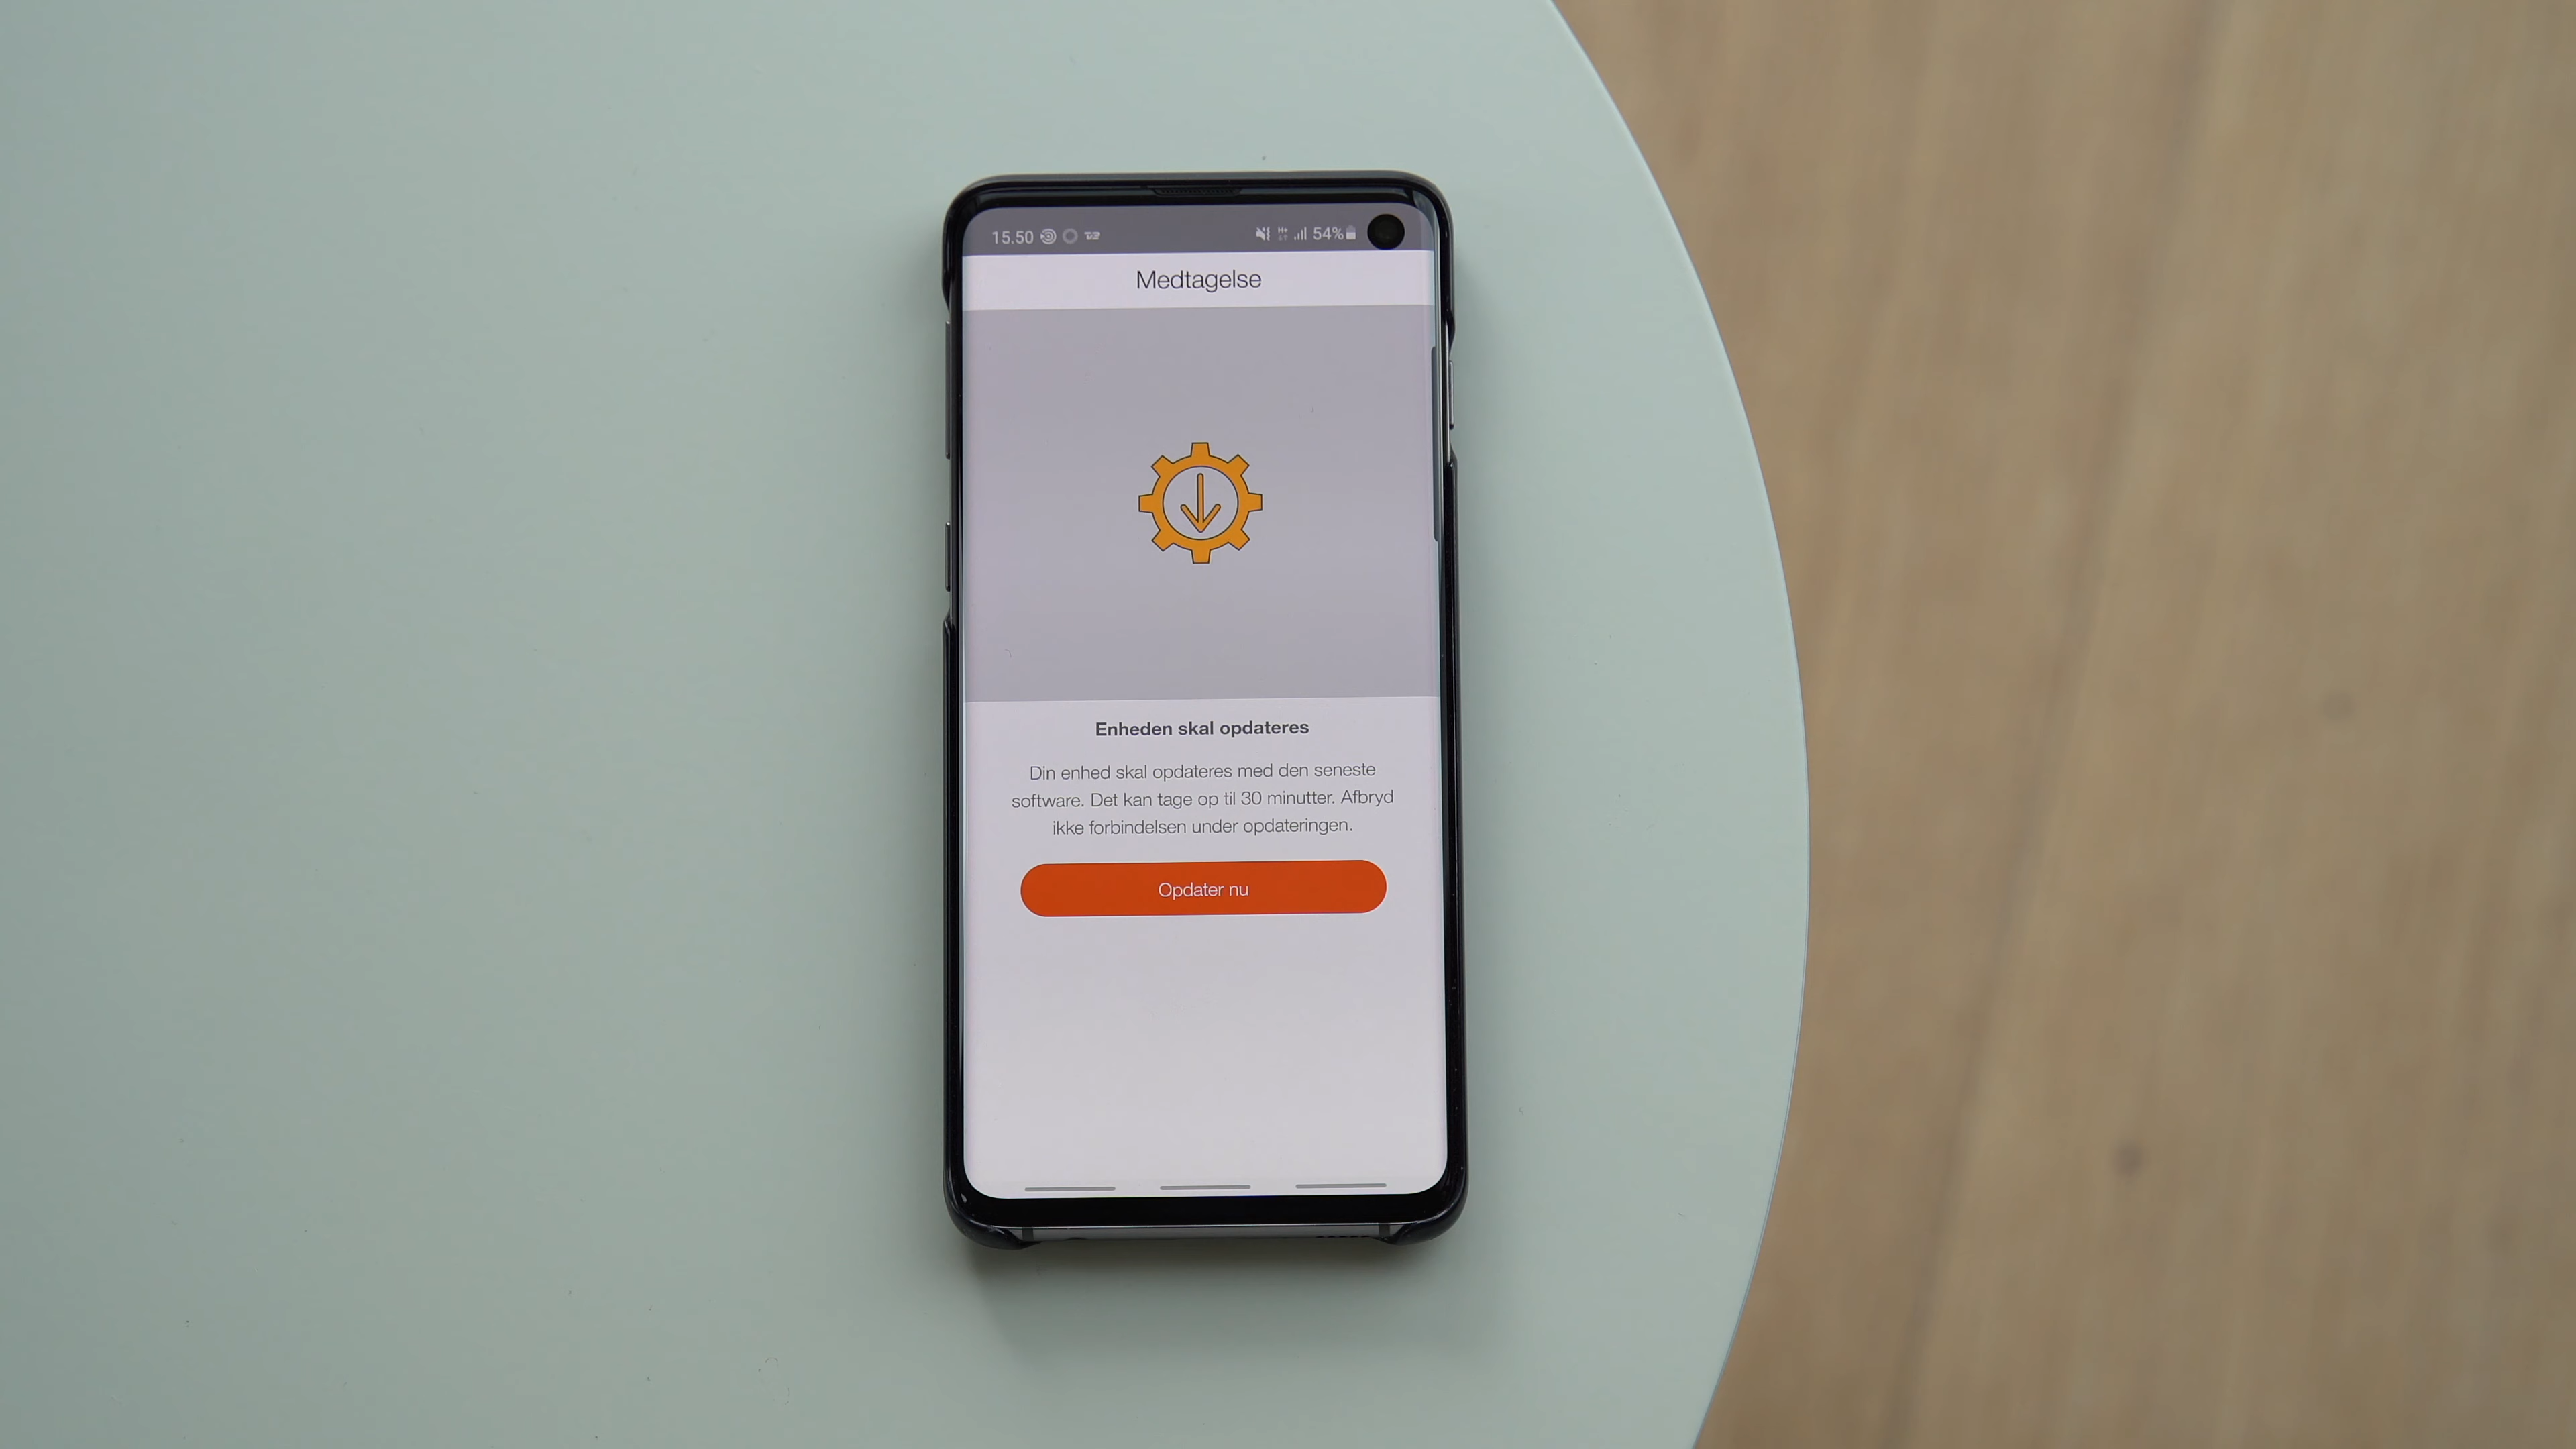 15.50 54%
Medtagelse
Enheden skal opdateres
Din enhed skal opdateres med den seneste
software. Det kan tage op til 30 minutter. Afbryd
ikke forbindelsen under opdateringen.
Opdater nu